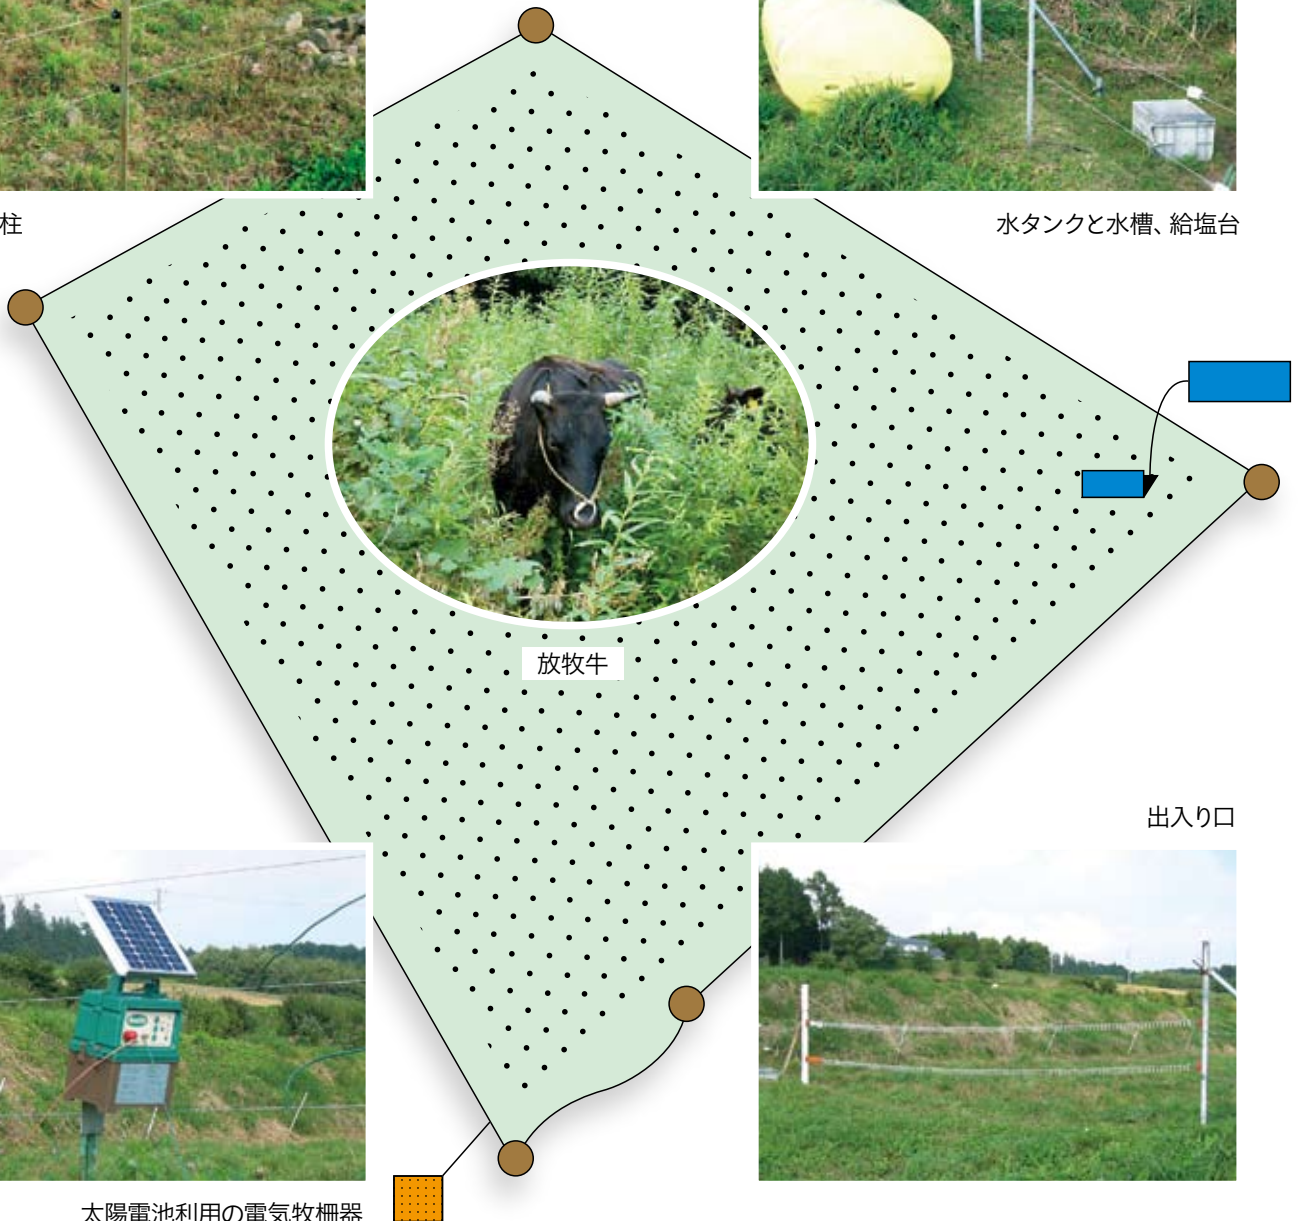 柱
水タンクと水槽、給塩台
放牧牛
出入り口
太陽電池利用の電気牧柵器